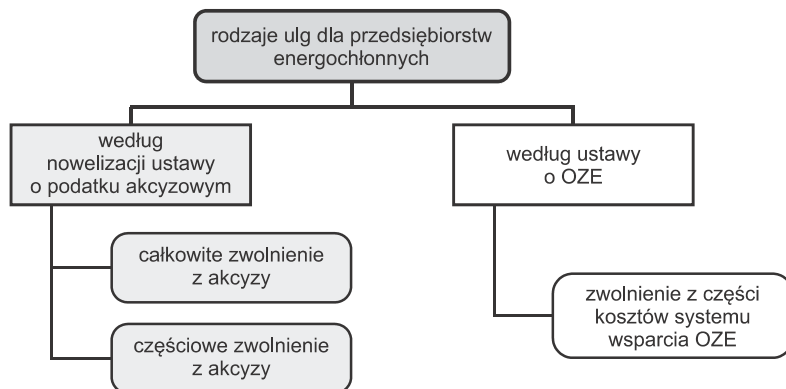 rodzaje ulg dla przedsiębiorstw
energochłonnych
według
nowelizacji ustawy
o podatku akcyzowym
całkowite zwolnienie
z akcyzy
częściowe zwolnienie
z akcyzy
według ustawy
o OZE
zwolnienie z części
kosztów systemu
wsparcia OZE